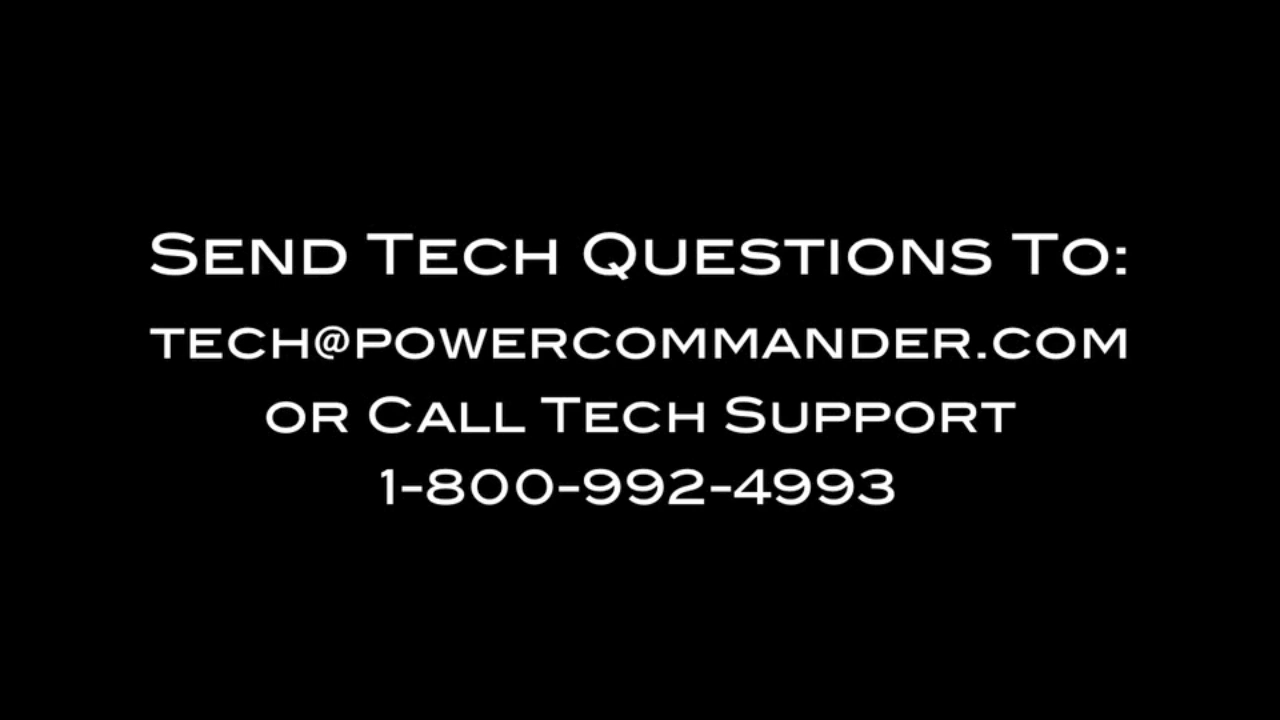 Send Tech Questions To:
tech@powercommander.com
or Call Tech Support
1-800-992-4993